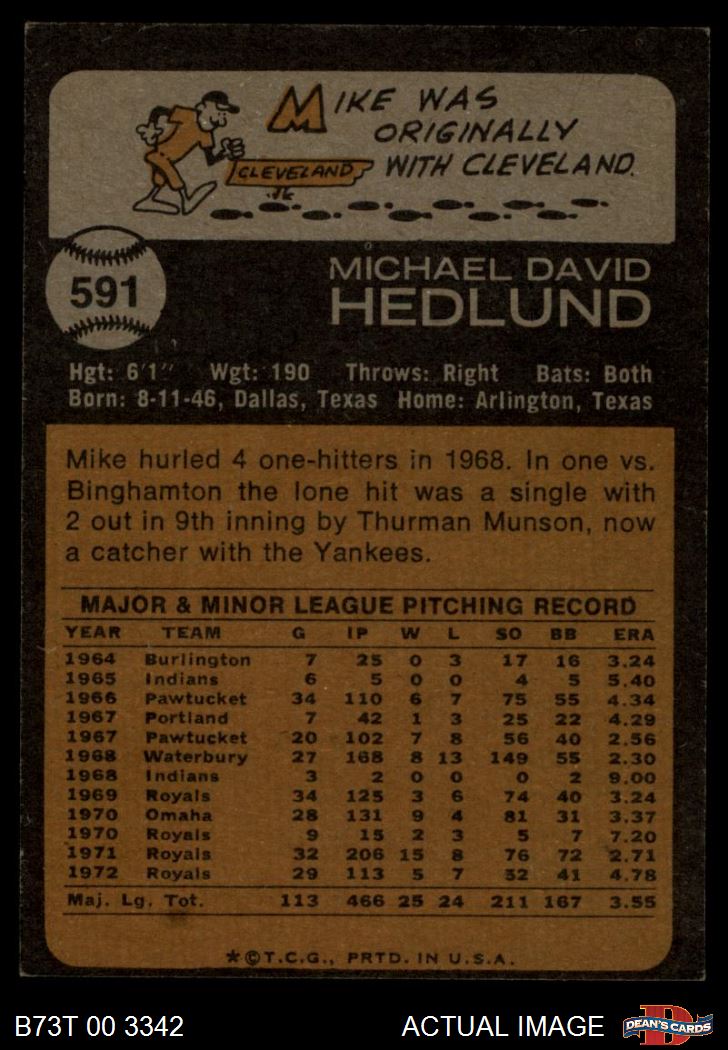 MIKE WAS
ORIGINALLY
WITH CLEVELAND.
CLEVELAND
591
MICHAEL DAVID
HEDLUND
Hgt: 6'1" Wgt: 190 Throws: Right Bats: Both
Born: 8-11-46, Dallas, Texas Home: Arlington, Texas
Mike hurled 4 one-hitters in 1968. In one vs.
Binghamton the lone hit was a single with
2 out in 9th inning by Thurman Munson, now
a catcher with the Yankees.
MAJOR & MINOR LEAGUE PITCHING RECORD
YEAR TEAM G IP W L SO BB ERA
1964 Burlington 7 25 0 3 17 16 3.24
1965 Indians 6 5 0 0 4 5 5.40
1966 Pawtucket 34 110 6 7 75 55 4.34
1967 Portland 7 42 1 3 25 22 4.29
1967 Pawtucket 20 102 7 8 56 40 2.56
1968 Waterbury 27 168 8 13 149 55 2.30
1968 Indians 3 2 0 0 0 2 9.00
1969 Royals 34 125 3 6 74 40 3.24
1970 Omaha 28 131 9 4 81 31 3.37
1970 Royals 9 15 2 3 5 7 7.20
1971 Royals 32 206 15 8 76 72 2.71
1972 Royals 29 113 5 7 52 41 4.78
Maj. Lg. Tot. 113 466 25 24 211 167 3.55
*©T.C.G., PRTD. IN U.S.A.
B73T 00 3342 ACTUAL IMAGE DEAN'S CARDS